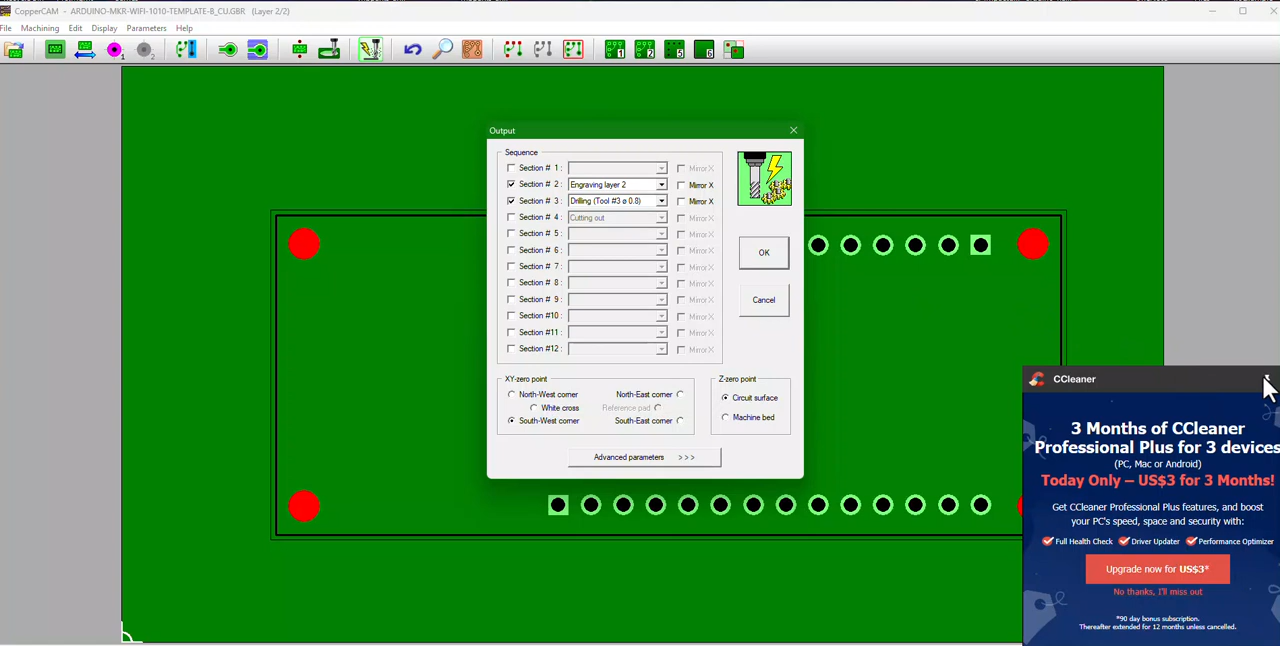 CopperCAM - ARDUINO-MKR-WIFI-1010-TEMPLATE-B_CU.GBR (Layer 2/2)
File Machining Edit Display Parameters Help
1 2 1 2 5 6
Output
Sequence
Section # 1 : Mirror X
Section # 2 : Engraving layer 2 Mirror X
Section # 3 : Drilling (Tool #3 ø 0.8) Mirror X
Section # 4 : Cutting out Mirror X
Section # 5 : Mirror X
Section # 6 : Mirror X
Section # 7 : Mirror X
Section # 8 : Mirror X
Section # 9 : Mirror X
Section #10 : Mirror X
Section #11 : Mirror X
Section #12 : Mirror X
OK
Cancel
XY-zero point
North-West corner North-East corner
White cross Reference pad
South-West corner South-East corner
Z-zero point
Circuit surface
Machine bed
Advanced parameters >>>
CCleaner
3 Months of CCleaner
Professional Plus for 3 devices
(PC, Mac or Android)
Today Only – US$3 for 3 Months!
Get CCleaner Professional Plus features, and boost
your PC's speed, space and security with:
Full Health Check Driver Updater Performance Optimizer
Upgrade now for US$3*
No thanks, I'll miss out
*90 day bonus subscription.
Thereafter extended for 12 months unless cancelled.